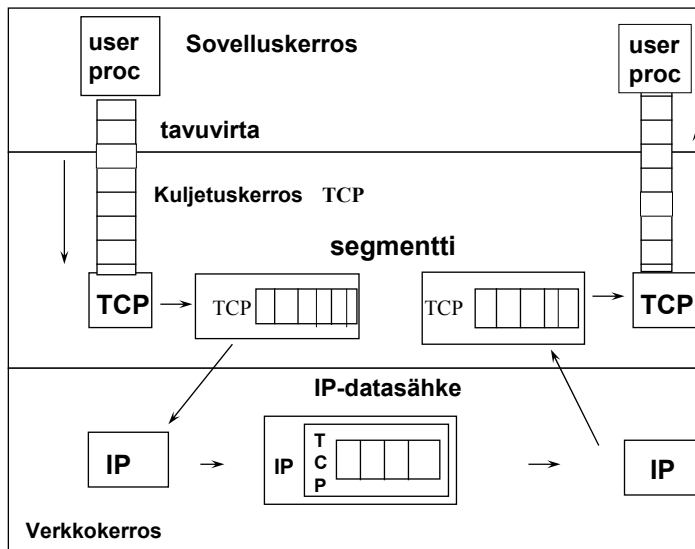 user
proc
Sovelluskerros
user
proc
tavuvirta
Kuljetuskerros TCP
segmentti
TCP
TCP
TCP
TCP
IP-datasähke
IP
IP
T
C
P
IP
Verkkokerros